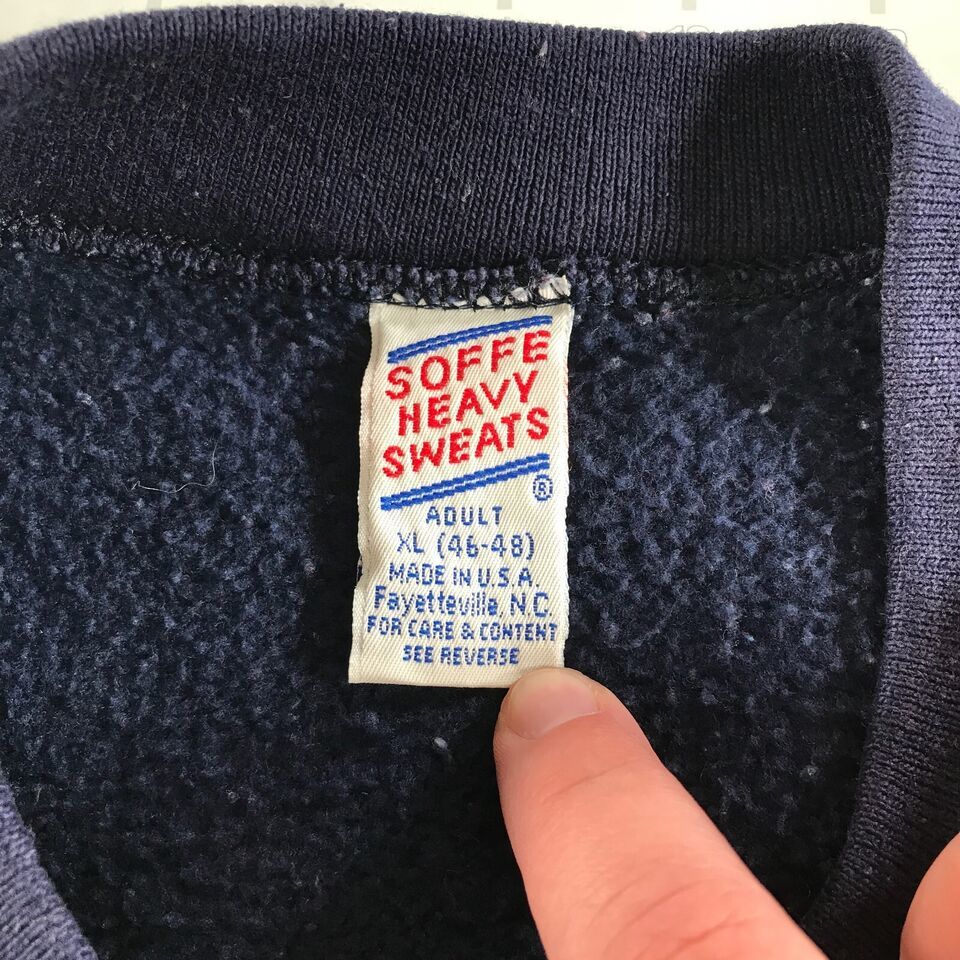 SOFFE
HEAVY
SWEATS
®
ADULT
XL (46-48)
MADE IN U.S.A.
Fayetteville, N.C.
FOR CARE & CONTENT
SEE REVERSE